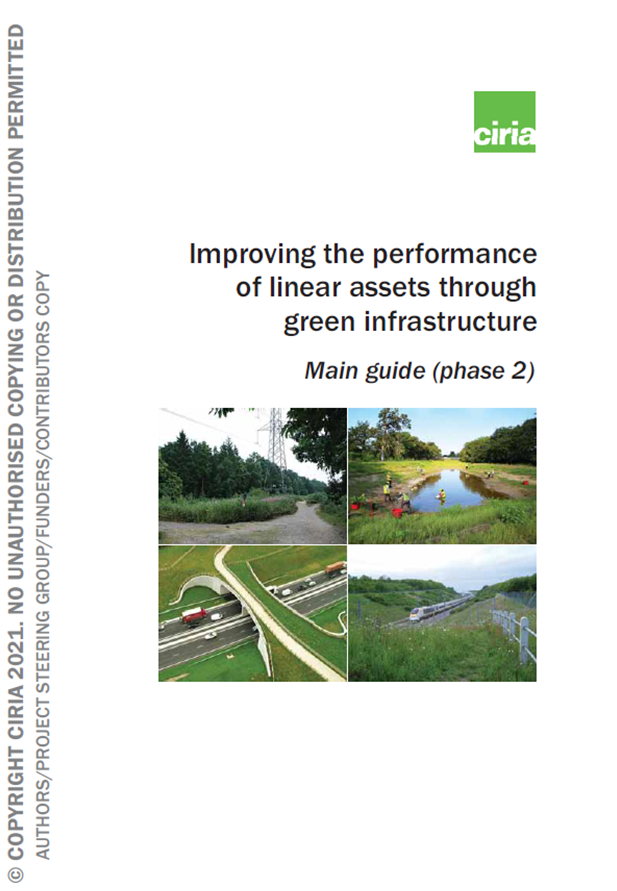 © COPYRIGHT CIRIA 2021. NO UNAUTHORISED COPYING OR DISTRIBUTION PERMITTED
AUTHORS/PROJECT STEERING GROUP/FUNDERS/CONTRIBUTORS COPY
ciria
Improving the performance
of linear assets through
green infrastructure
Main guide (phase 2)